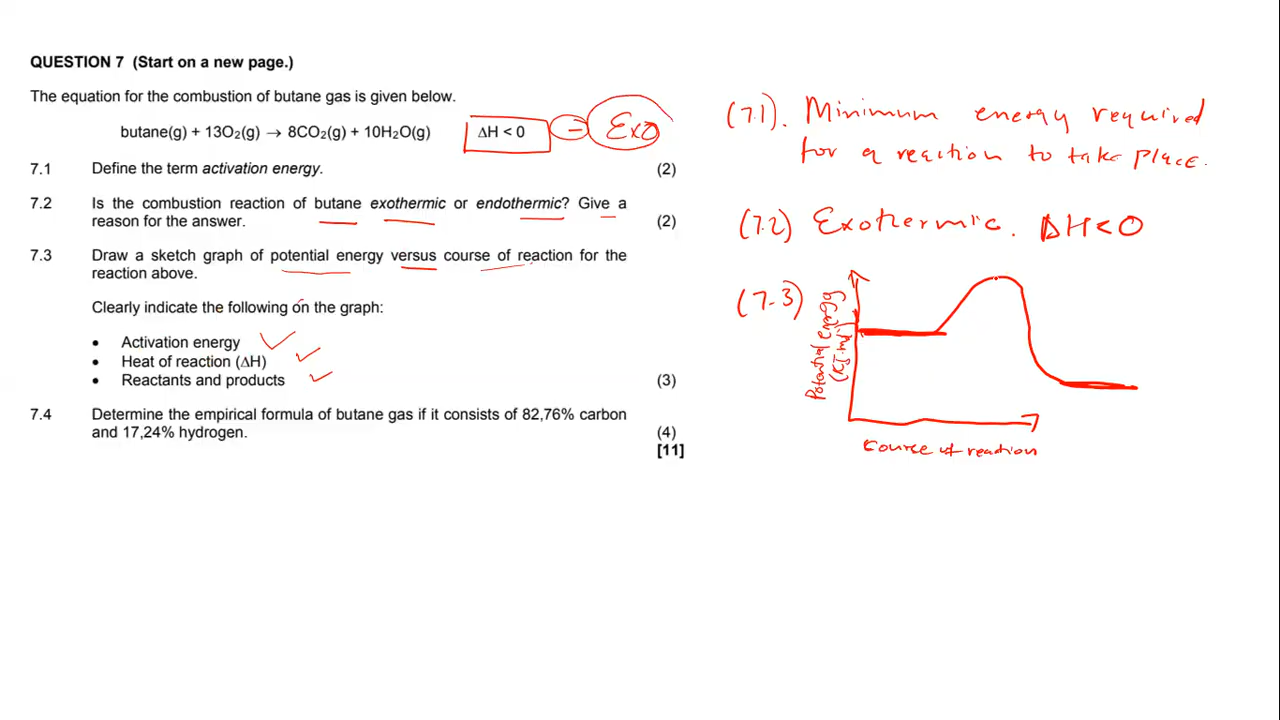 QUESTION 7 (Start on a new page.)
The equation for the combustion of butane gas is given below.
butane(g) + 13O₂(g) → 8CO₂(g) + 10H₂O(g) ΔH < 0 – Exo
7.1 Define the term activation energy. (2)
7.2 Is the combustion reaction of butane exothermic or endothermic? Give a
reason for the answer. (2)
7.3 Draw a sketch graph of potential energy versus course of reaction for the
reaction above.
Clearly indicate the following on the graph:
• Activation energy
• Heat of reaction (ΔH)
• Reactants and products (3)
7.4 Determine the empirical formula of butane gas if it consists of 82,76% carbon
and 17,24% hydrogen. (4)
[11]
(7.1). Minimum energy required
for a reaction to take place.
(7.2) Exothermic. ΔH<0
(7.3)
Potential energy
(KJ.mol⁻¹)
Course of reaction